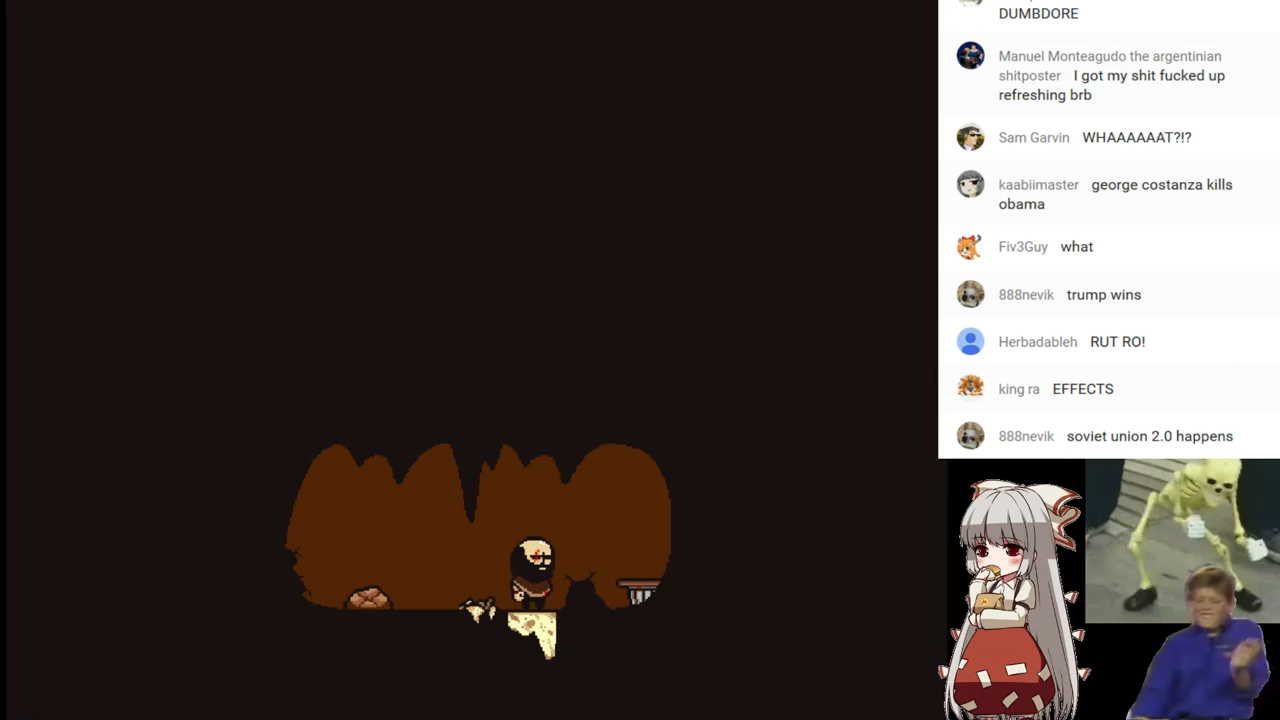 DUMBDORE
Manuel Monteagudo the argentinian
shitposter I got my shit fucked up
refreshing brb
Sam Garvin WHAAAAAAT?!?
kaabiimaster george costanza kills
obama
Fiv3Guy what
888nevik trump wins
Herbadableh RUT RO!
king ra EFFECTS
888nevik soviet union 2.0 happens